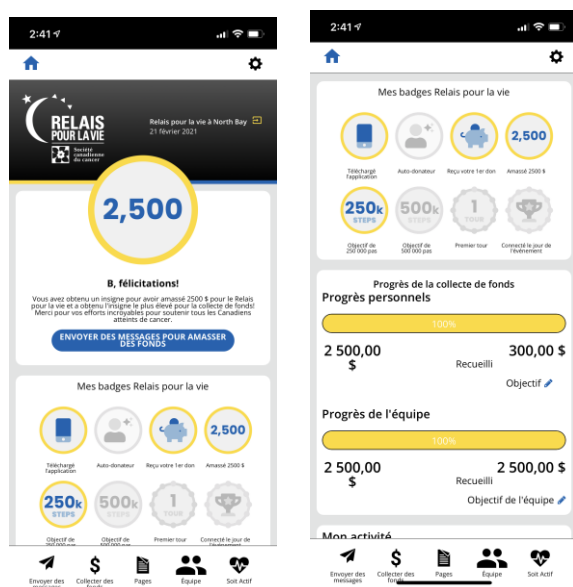 2:41
RELAIS
POUR LA VIE
Société
canadienne
du cancer
Relais pour la vie à North Bay
21 février 2021
2,500
B, félicitations!
Vous avez obtenu un insigne pour avoir amassé 2500 $ pour le Relais
pour la vie et a obtenu l'insigne le plus élevé pour la collecte de fonds!
Merci pour vos efforts incroyables pour soutenir tous les Canadiens
atteints de cancer.
ENVOYER DES MESSAGES POUR AMASSER
DES FONDS
Mes badges Relais pour la vie
2,500
Téléchargé
l'application
Auto-donateur
Reçu votre 1er don
Amassé 2500 $
250k
STEPS
500k
STEPS
1
TOUR
Objectif de
250 000 pas
Objectif de
500 000 pas
Premier tour
Connecté le jour de
l'événement
Envoyer des
messages
Collecter des
fonds
Pages
Équipe
Soit Actif
2:41
Mes badges Relais pour la vie
2,500
Téléchargé
l'application
Auto-donateur
Reçu votre 1er don
Amassé 2500 $
250k
STEPS
500k
STEPS
1
TOUR
Objectif de
250 000 pas
Objectif de
500 000 pas
Premier tour
Connecté le jour de
l'événement
Progrès de la collecte de fonds
Progrès personnels
100%
2 500,00
$
Recueilli
300,00 $
Objectif
Progrès de l'équipe
100%
2 500,00
$
Recueilli
2 500,00 $
Objectif de l'équipe
Mon activité
Envoyer des
messages
Collecter des
fonds
Pages
Équipe
Soit Actif